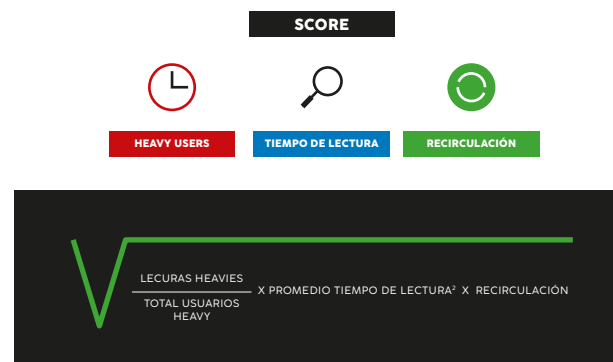 SCORE
HEAVY USERS
TIEMPO DE LECTURA
RECIRCULACIÓN
LECURAS HEAVIES
TOTAL USUARIOS
HEAVY
X PROMEDIO TIEMPO DE LECTURA² X RECIRCULACIÓN